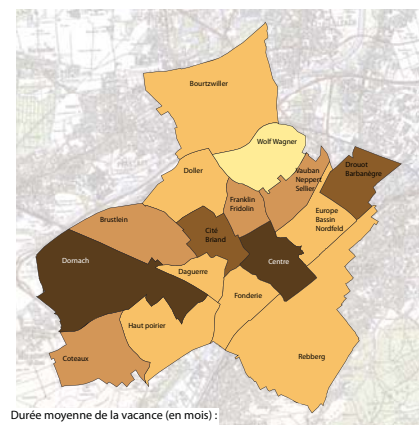 Bourtzwiller
Wolf Wagner
Drouot
Barbanègre
Doller
Vauban
Neppert
Sellier
Franklin
Fridolin
Brustlein
Europe
Bassin
Nordfeld
Cité
Briand
Dornach
Centre
Daguerre
Fonderie
Haut poirier
Coteaux
Rebberg
Durée moyenne de la vacance (en mois) :